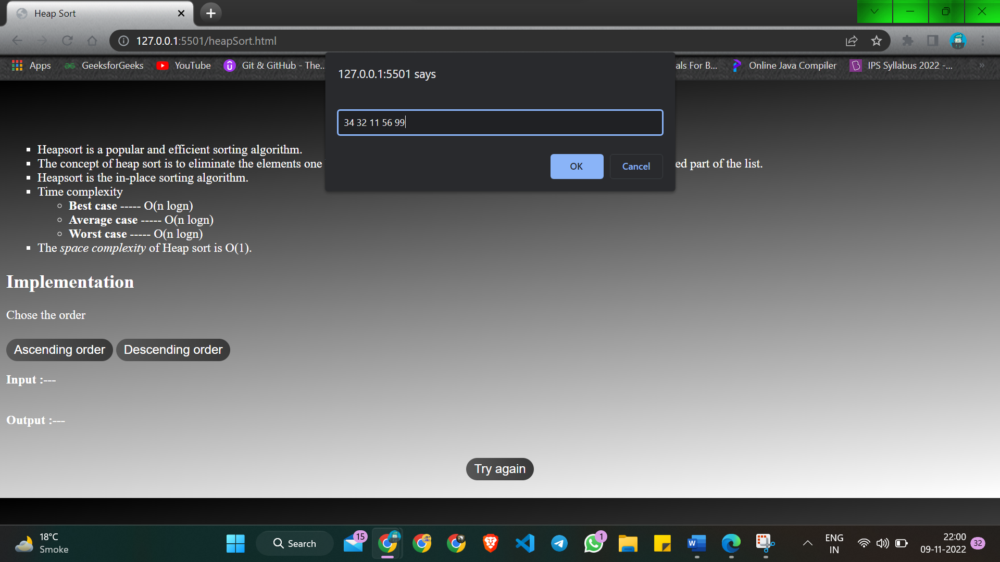 Heap Sort
127.0.0.1:5501/heapSort.html
Apps
GeeksforGeeks
YouTube
Git & GitHub - The...
als For B...
Online Java Compiler
IPS Syllabus 2022 -...
»
127.0.0.1:5501 says
34 32 11 56 99
OK
Cancel
Heapsort is a popular and efficient sorting algorithm.
The concept of heap sort is to eliminate the elements one
ed part of the list.
Heapsort is the in-place sorting algorithm.
Time complexity
Best case ----- O(n logn)
Average case ----- O(n logn)
Worst case ----- O(n logn)
The space complexity of Heap sort is O(1).
Implementation
Chose the order
Ascending order
Descending order
Input :---
Output :---
Try again
18°C
Smoke
Search
15
1
ENG
IN
22:00
09-11-2022
32